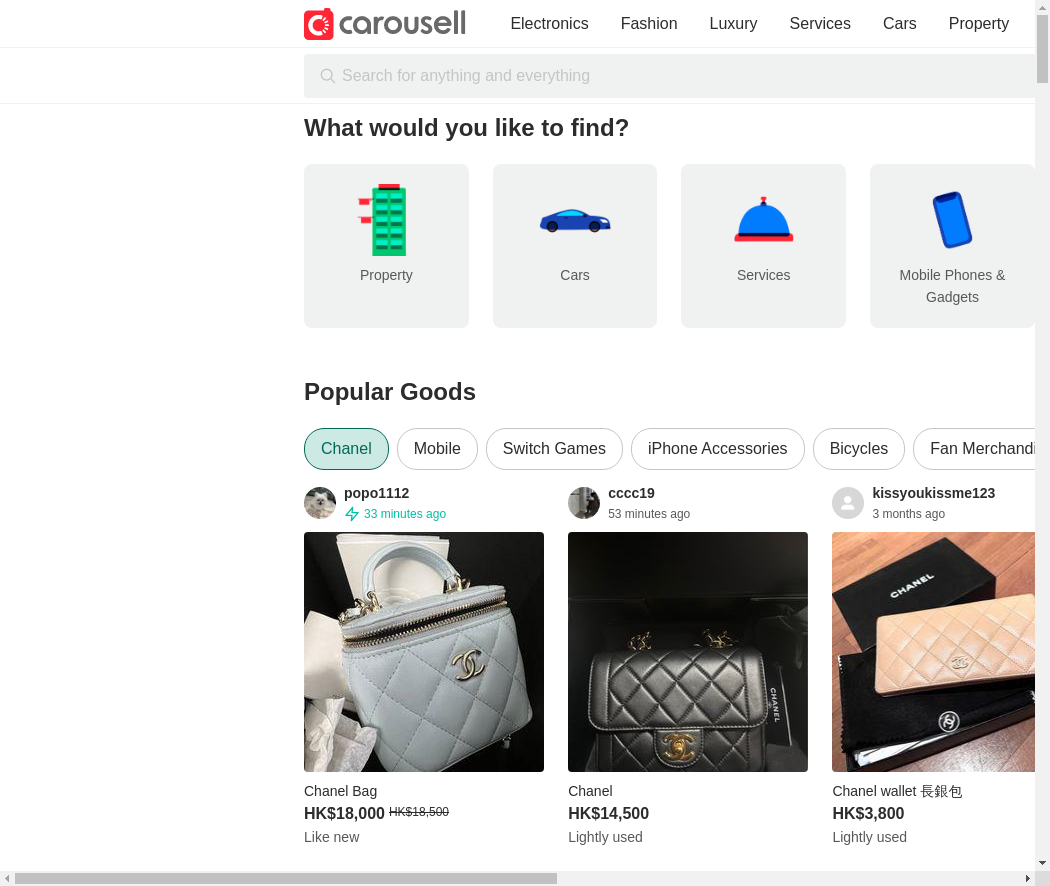 carousell
Electronics Fashion Luxury Services Cars Property
Search for anything and everything
What would you like to find?
Property
Cars
Services
Mobile Phones &
Gadgets
Popular Goods
Chanel Mobile Switch Games iPhone Accessories Bicycles Fan Merchandi
popo1112
33 minutes ago
cccc19
53 minutes ago
kissyoukissme123
3 months ago
CHANEL
CHANEL
Chanel Bag
HK$18,000 HK$18,500
Like new
Chanel
HK$14,500
Lightly used
Chanel wallet 長銀包
HK$3,800
Lightly used